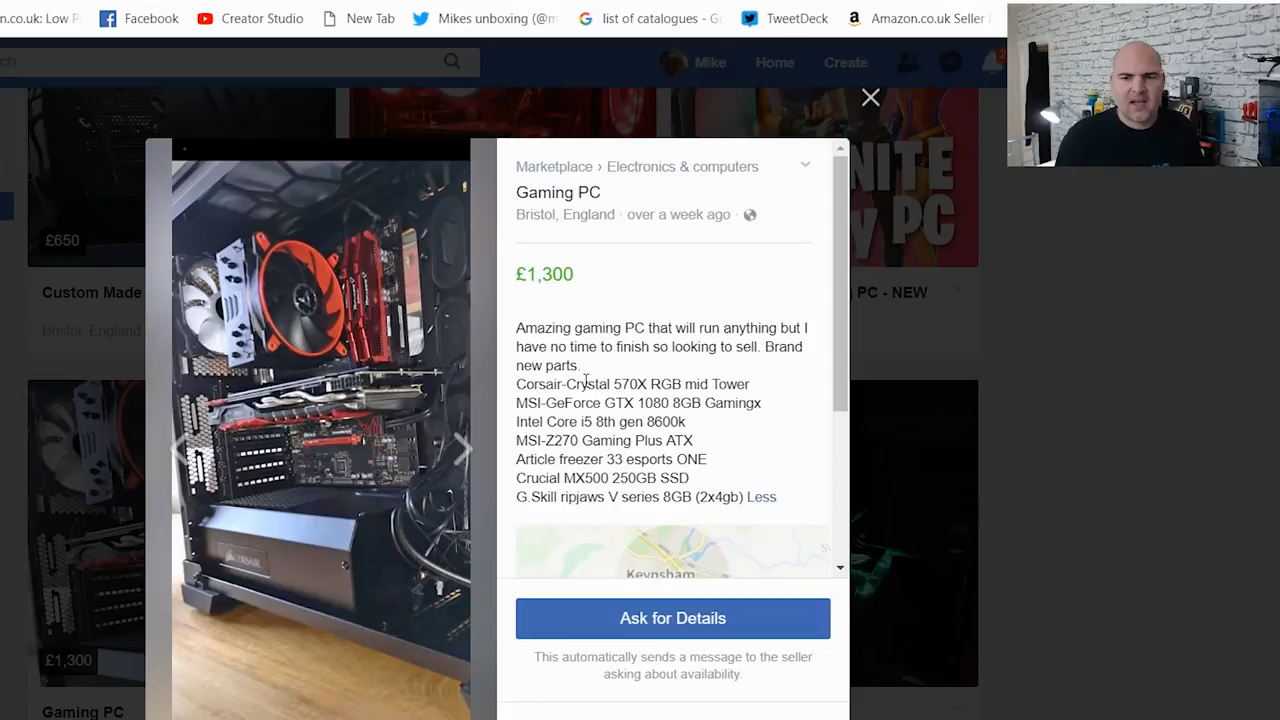 n.co.uk: Low P
Facebook
Creator Studio
New Tab
Mikes unboxing (@m
list of catalogues - G
TweetDeck
Amazon.co.uk Seller
ch
Mike
Home
Create
2
£650
Custom Made
Bristol, England
NITE
y PC
PC - NEW
£1,300
Gaming PC
CORSAIR
Marketplace › Electronics & computers
Gaming PC
Bristol, England · over a week ago ·
£1,300
Amazing gaming PC that will run anything but I
have no time to finish so looking to sell. Brand
new parts.
Corsair-Crystal 570X RGB mid Tower
MSI-GeForce GTX 1080 8GB Gamingx
Intel Core i5 8th gen 8600k
MSI-Z270 Gaming Plus ATX
Article freezer 33 esports ONE
Crucial MX500 250GB SSD
G.Skill ripjaws V series 8GB (2x4gb) Less
Keynsham
Ask for Details
This automatically sends a message to the seller
asking about availability.